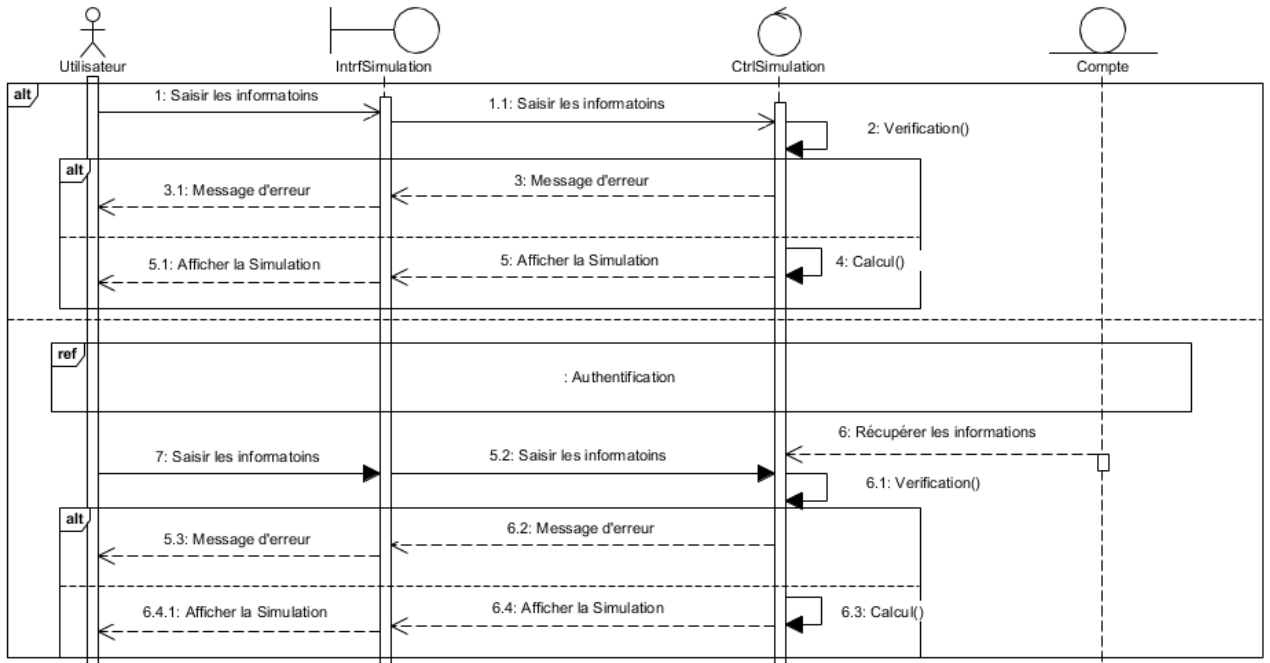 Utilisateur
IntrfSimulation
CtrlSimulation
Compte
alt
1: Saisir les informatoins
1.1: Saisir les informatoins
2: Verification()
alt
3.1: Message d'erreur
3: Message d'erreur
5.1: Afficher la Simulation
5: Afficher la Simulation
4: Calcul()
ref
: Authentification
6: Récupérer les informations
7: Saisir les informatoins
5.2: Saisir les informatoins
6.1: Verification()
alt
5.3: Message d'erreur
6.2: Message d'erreur
6.4.1: Afficher la Simulation
6.4: Afficher la Simulation
6.3: Calcul()